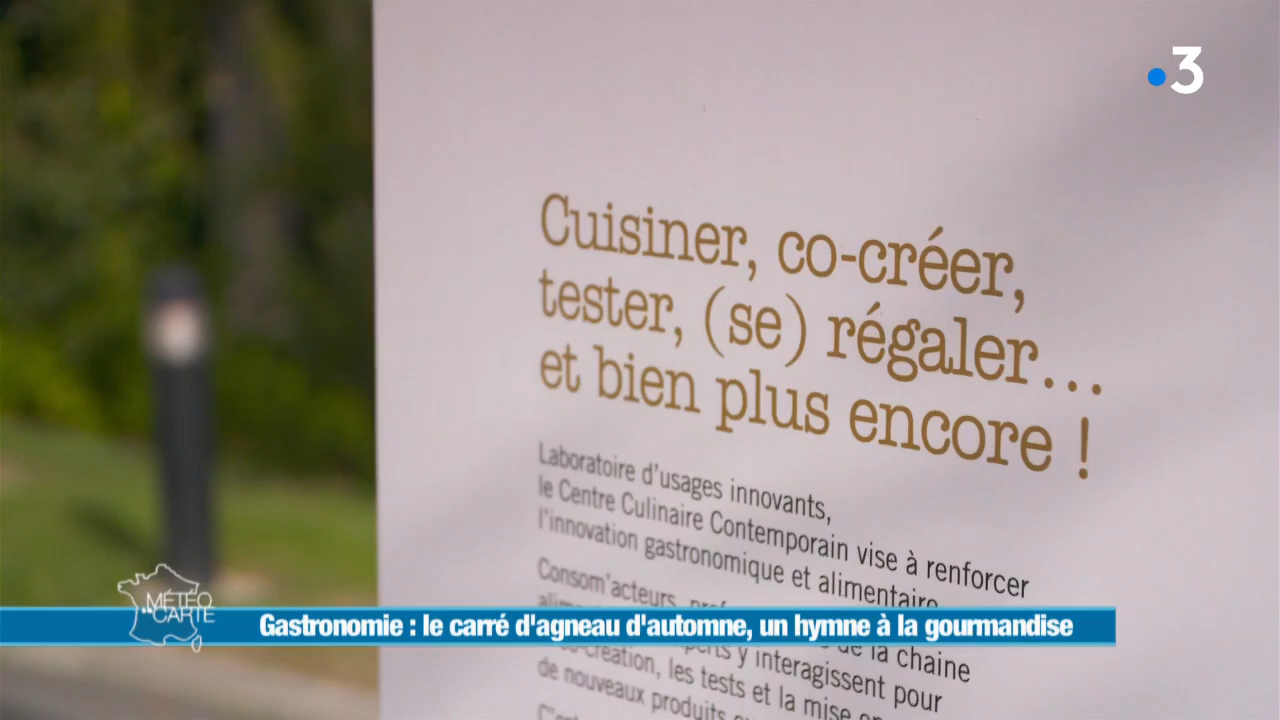 3
Cuisiner, co-créer,
tester, (se) régaler...
et bien plus encore !
Laboratoire d'usages innovants,
le Centre Culinaire Contemporain vise à renforcer
l'innovation gastronomique et alimentaire
Consom'acteurs,
MÉTÉO
CARTE
Gastronomie : le carré d'agneau d'automne, un hymne à la gourmandise
de la chaine
y interagissent pour
les tests et la mise en
de nouveaux produits